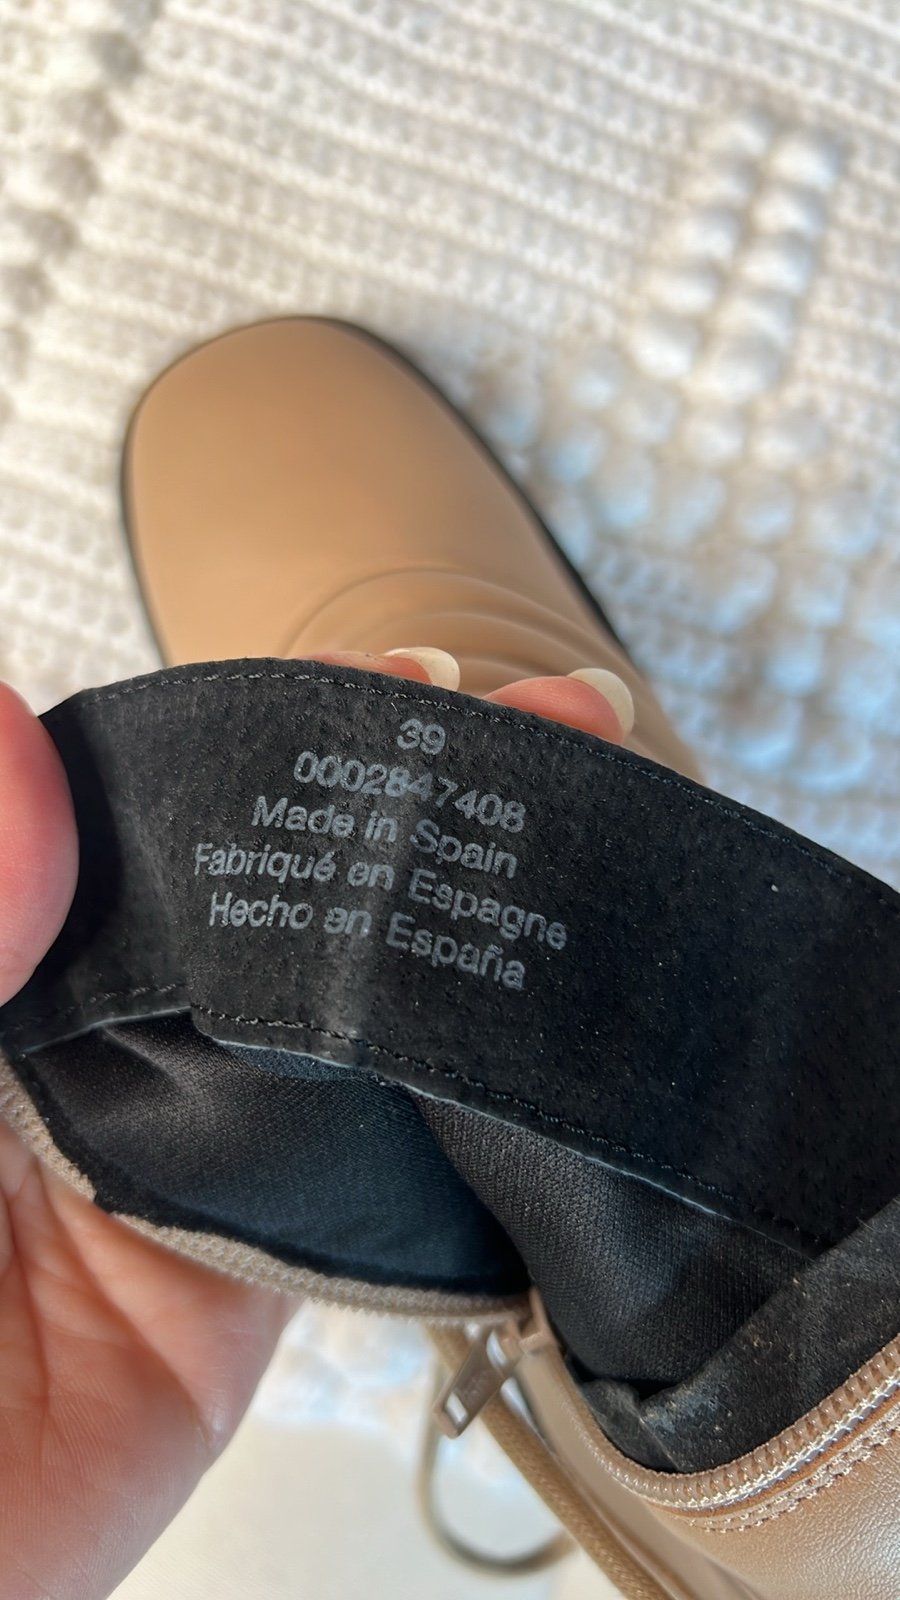 39
0002847408
Made in Spain
Fabriqué en Espagne
Hecho en España